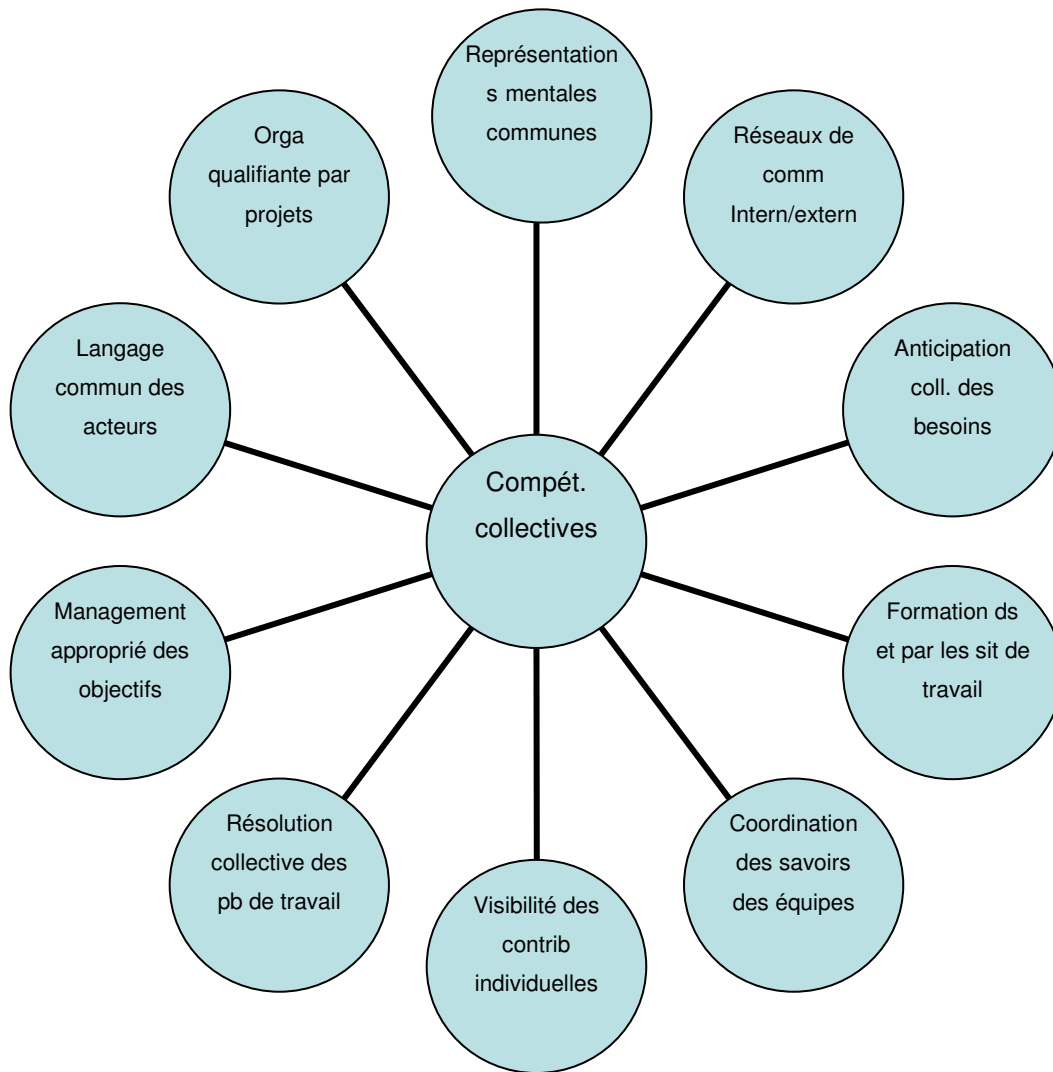 Représentation
s mentales
communes
Réseaux de
comm
Intern/extern
Anticipation
coll. des
besoins
Formation ds
et par les sit de
travail
Coordination
des savoirs
des équipes
Visibilité des
contrib
individuelles
Résolution
collective des
pb de travail
Management
approprié des
objectifs
Langage
commun des
acteurs
Orga
qualifiante par
projets
Compét.
collectives